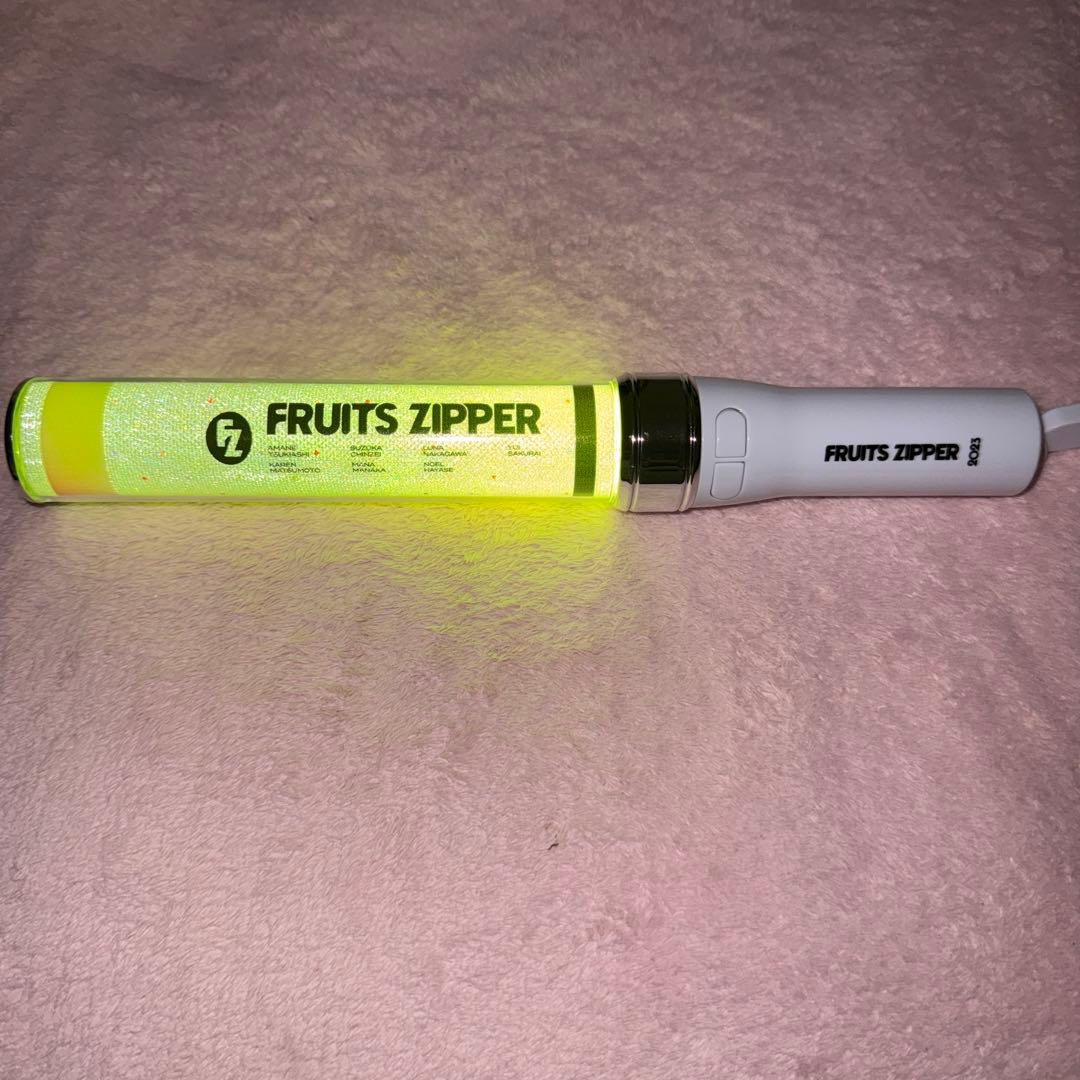 FZ
FRUITS ZIPPER
AMANE TSUKIASHI
SUZUKA CHINZEI
LUNA NAKAGAWA
YUI SAKURAI
KAREN MATSUMOTO
MANA MANAKA
NOEL HAYASE
FRUITS ZIPPER
2023